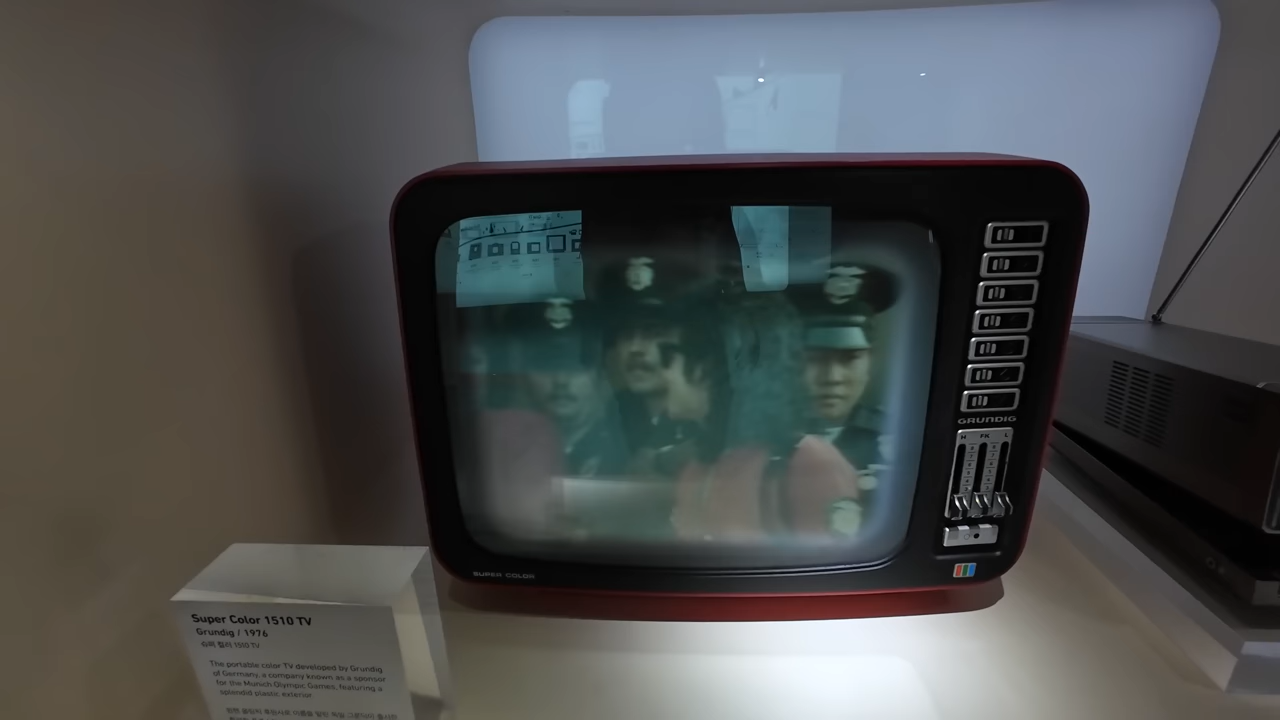 GRUNDIG
SUPER COLOR
Super Color 1510 TV
Grundig / 1976
슈퍼 컬러 1510 TV
The portable color TV developed by Grundig
of Germany, a company known as a sponsor
for the Munich Olympic Games, featuring a
splendid plastic exterior.